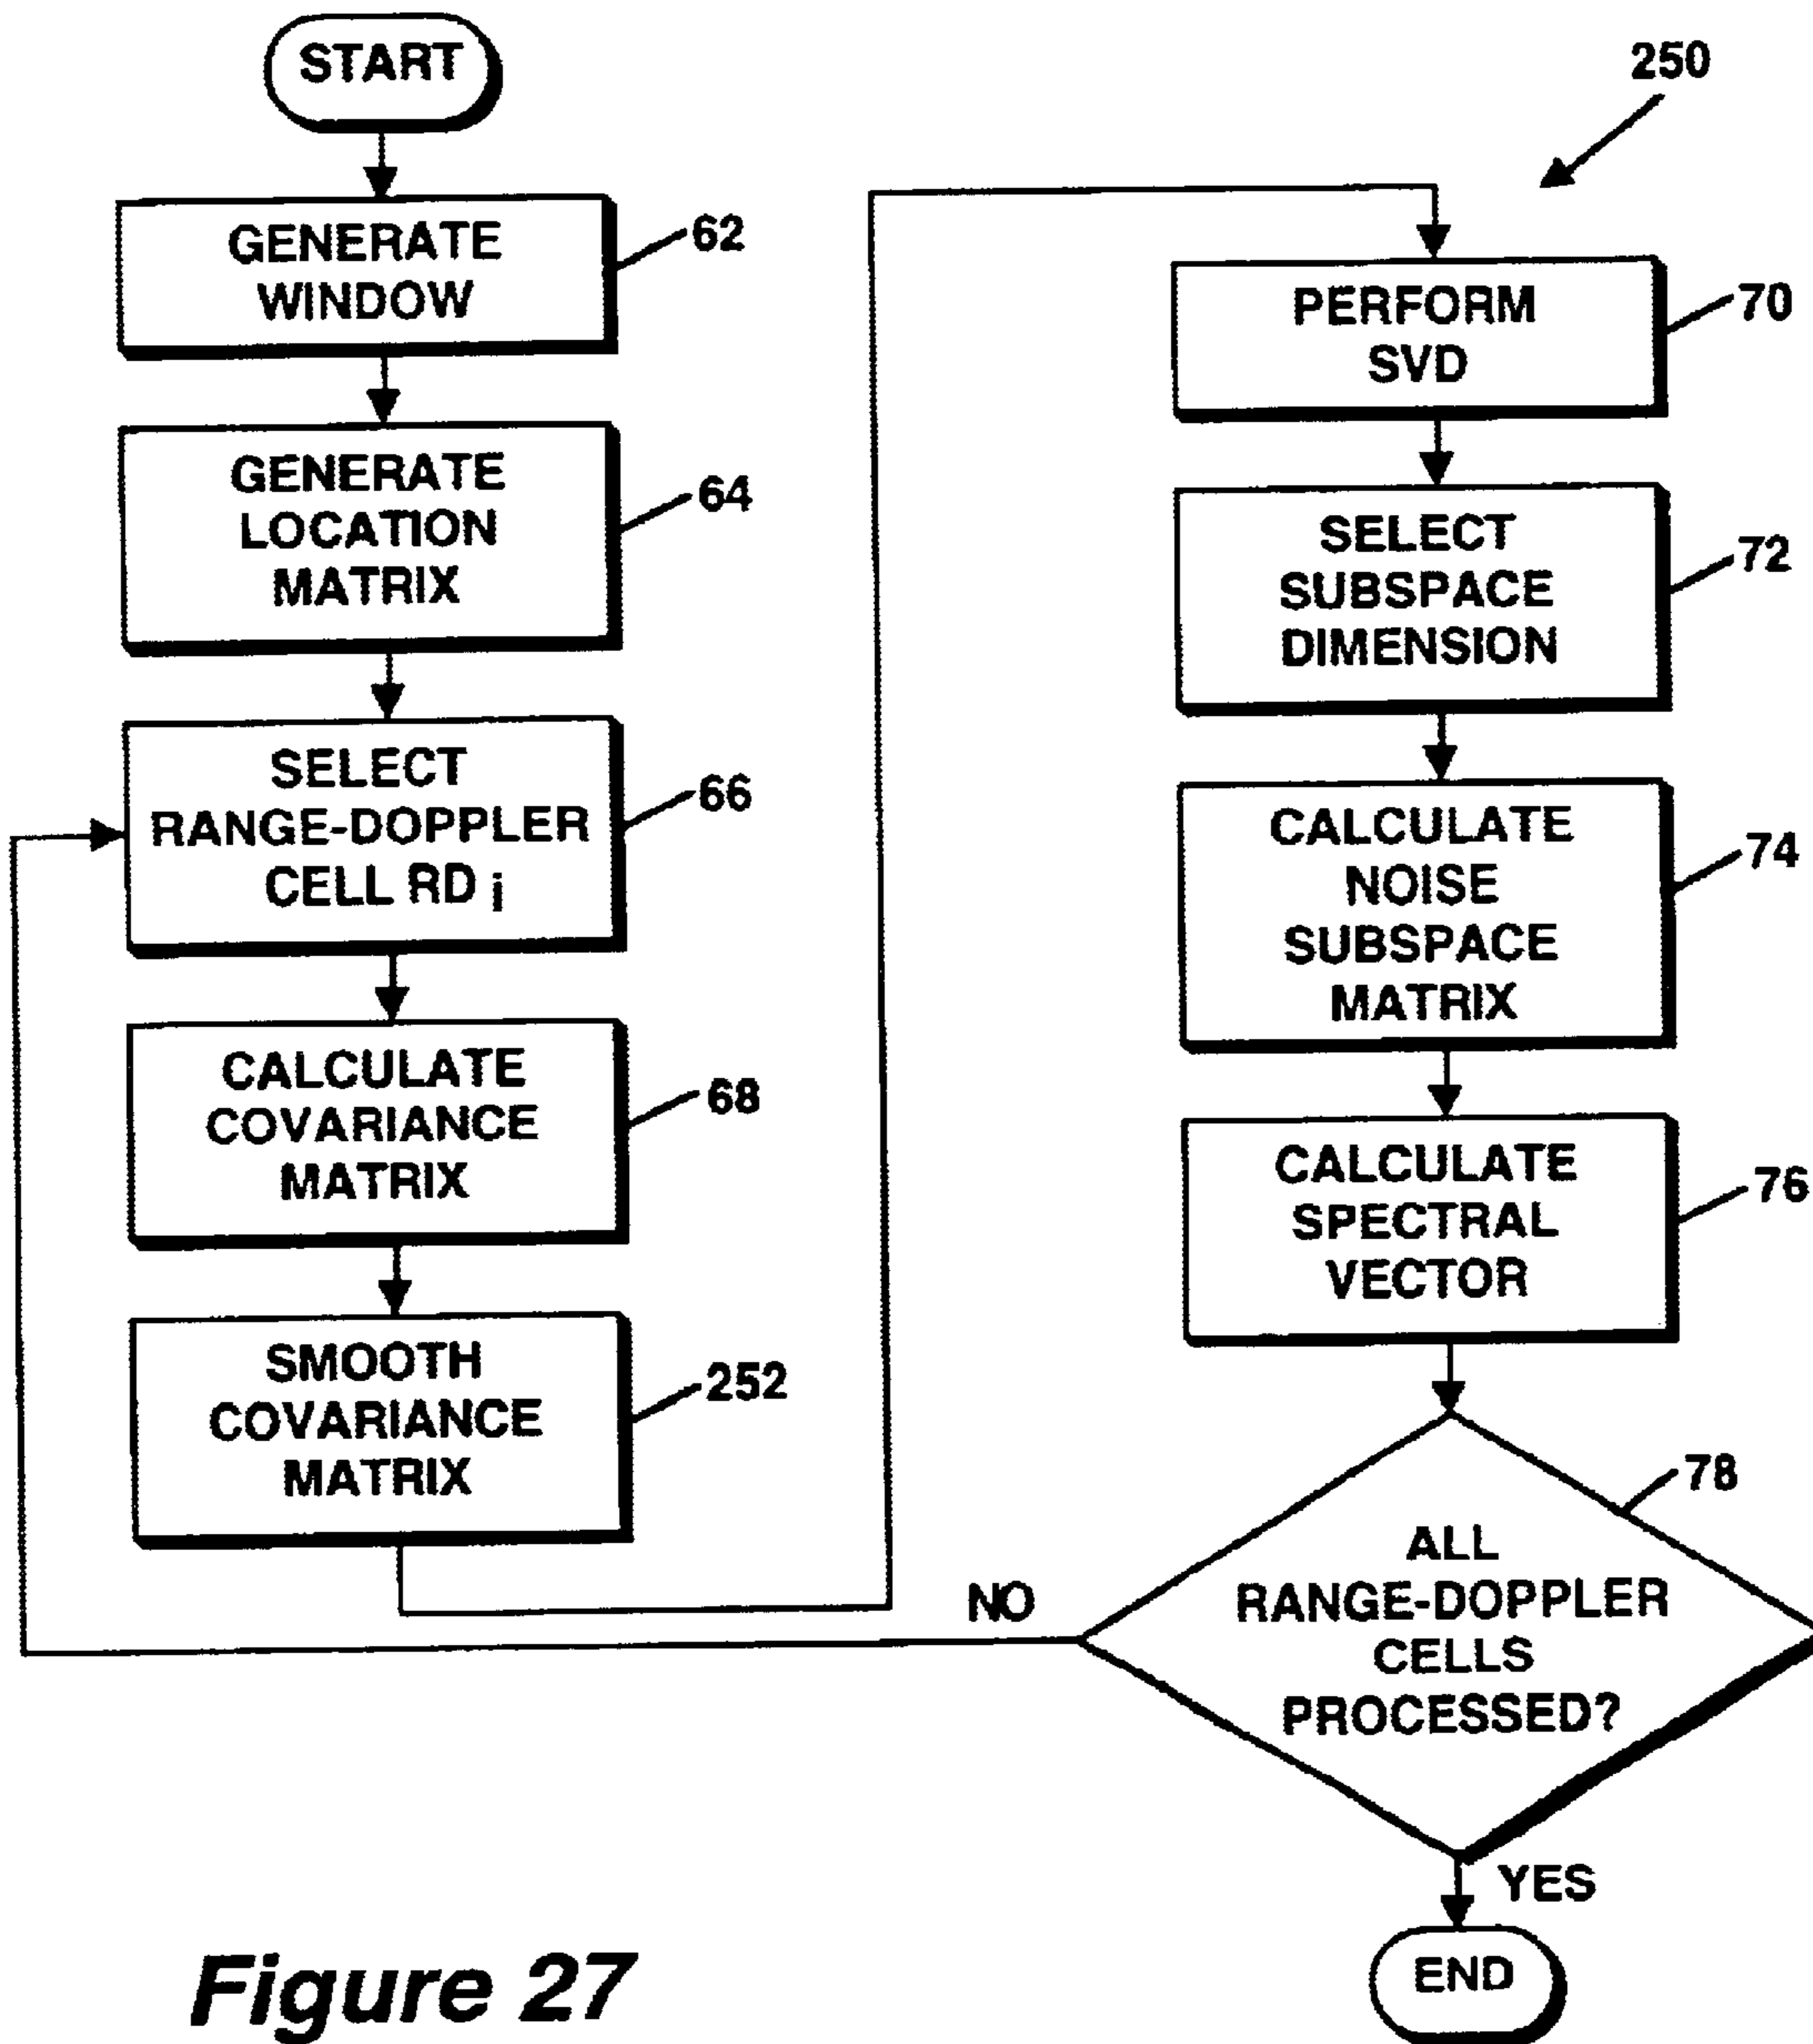 START
GENERATE
WINDOW
62
GENERATE
LOCATION
MATRIX
64
SELECT
RANGE-DOPPLER
CELL RD i
66
CALCULATE
COVARIANCE
MATRIX
68
SMOOTH
COVARIANCE
MATRIX
252
250
PERFORM
SVD
70
SELECT
SUBSPACE
DIMENSION
72
CALCULATE
NOISE
SUBSPACE
MATRIX
74
CALCULATE
SPECTRAL
VECTOR
76
ALL
RANGE-DOPPLER
CELLS
PROCESSED?
78
NO
YES
END
Figure 27